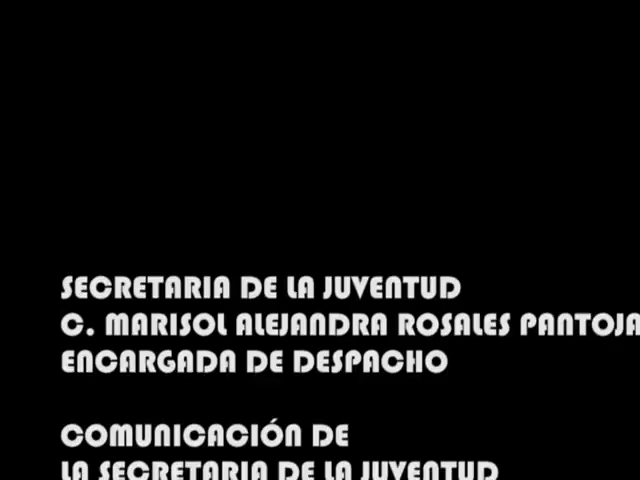 SECRETARIA DE LA JUVENTUD
C. MARISOL ALEJANDRA ROSALES PANTOJA
ENCARGADA DE DESPACHO
COMUNICACIÓN DE
LA SECRETARIA DE LA JUVENTUD